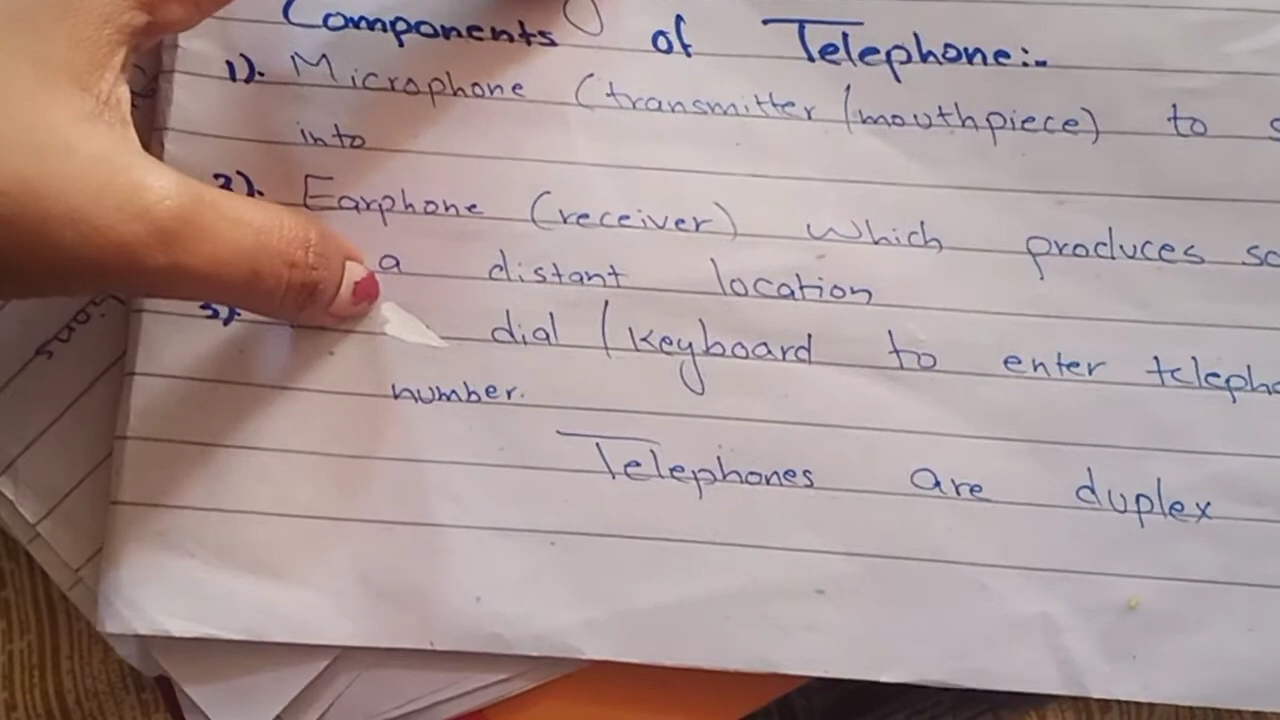 Components of Telephone:-
1). Microphone (transmitter/mouthpiece) to
into
2). Earphone (receiver) which produces
a distant location
3). dial / keyboard to enter
number.
Telephones are duplex